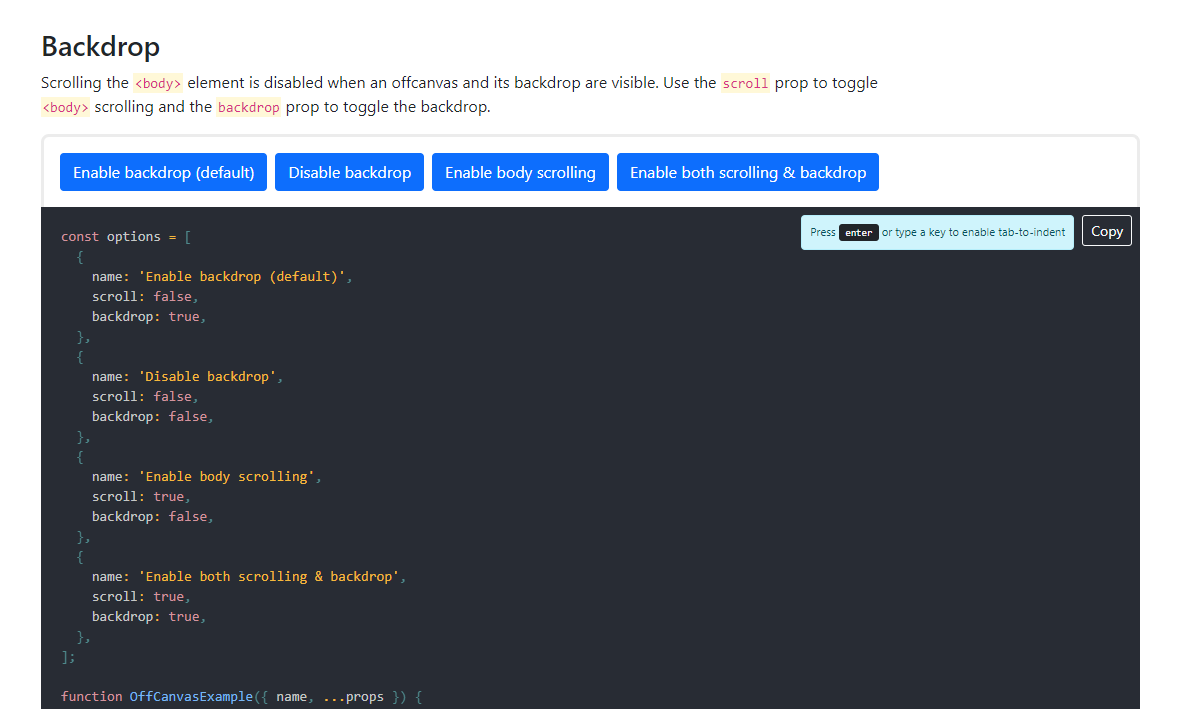 Backdrop
Scrolling the <body> element is disabled when an offcanvas and its backdrop are visible. Use the scroll prop to toggle
<body> scrolling and the backdrop prop to toggle the backdrop.
Enable backdrop (default) Disable backdrop Enable body scrolling Enable both scrolling & backdrop
Press enter or type a key to enable tab-to-indent Copy
const options = [
  {
    name: 'Enable backdrop (default)',
    scroll: false,
    backdrop: true,
  },
  {
    name: 'Disable backdrop',
    scroll: false,
    backdrop: false,
  },
  {
    name: 'Enable body scrolling',
    scroll: true,
    backdrop: false,
  },
  {
    name: 'Enable both scrolling & backdrop',
    scroll: true,
    backdrop: true,
  },
];
function OffCanvasExample({ name, ...props }) {